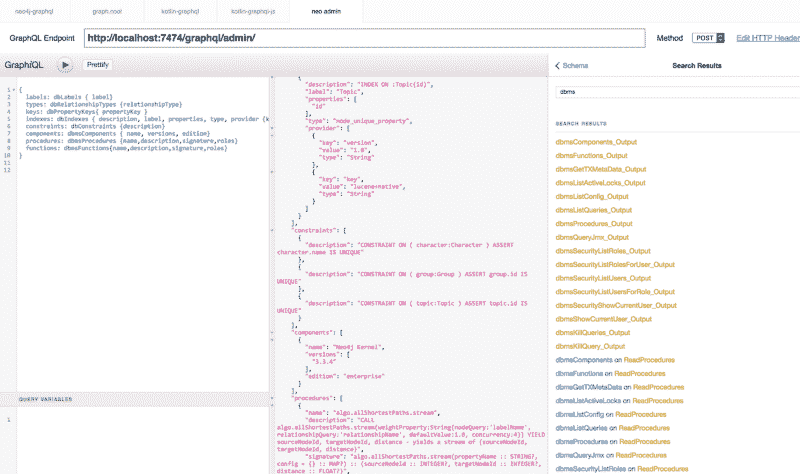 neo4j-graphql
graph.cool
kotlin-graphql
kotlin-graphql-js
neo admin
GraphQL Endpoint
http://localhost:7474/graphql/admin/
Method
POST
Edit HTTP Header
GraphiQL
Prettify
1 {
2 labels: dbLabels { label}
3 types: dbRelationshipTypes {relationshipType}
4 keys: dbPropertyKeys{ propertyKey }
5 indexes: dbIndexes { description, label, properties, type, provider {k
6 constraints: dbConstraints {description}
7 components: dbmsComponents { name, versions, edition}
8 procedures: dbmsProcedures {name,description,signature,roles}
9 functions: dbmsFunctions{name,description,signature,roles}
10 }
11
12
QUERY VARIABLES
1
{
"description": "INDEX ON :Topic(id)",
"label": "Topic",
"properties": [
"id"
],
"type": "node_unique_property",
"provider": [
{
"key": "version",
"value": "1.0",
"type": "String"
},
{
"key": "key",
"value": "lucene+native",
"type": "String"
}
]
}
],
"constraints": [
{
"description": "CONSTRAINT ON ( character:Character ) ASSERT
character.name IS UNIQUE"
},
{
"description": "CONSTRAINT ON ( group:Group ) ASSERT group.id IS
UNIQUE"
},
{
"description": "CONSTRAINT ON ( topic:Topic ) ASSERT topic.id IS
UNIQUE"
}
],
"components": [
{
"name": "Neo4j Kernel",
"versions": [
"3.3.4"
],
"edition": "enterprise"
}
],
"procedures": [
{
"name": "algo.allShortestPaths.stream",
"description": "CALL
algo.allShortestPaths.stream(weightProperty:String{nodeQuery:'labelName',
relationshipQuery:'relationshipName', defaultValue:1.0, concurrency:4}) YIELD
sourceNodeId, targetNodeId, distance - yields a stream of {sourceNodeId,
targetNodeId, distance}",
"signature": "algo.allShortestPaths.stream(propertyName :: STRING?,
config = {} :: MAP?) :: (sourceNodeId :: INTEGER?, targetNodeId :: INTEGER?,
distance :: FLOAT?)",
Schema
Search Results
dbms
SEARCH RESULTS
dbmsComponents_Output
dbmsFunctions_Output
dbmsGetTXMetaData_Output
dbmsListActiveLocks_Output
dbmsListConfig_Output
dbmsListQueries_Output
dbmsProcedures_Output
dbmsQueryJmx_Output
dbmsSecurityListRoles_Output
dbmsSecurityListRolesForUser_Output
dbmsSecurityListUsers_Output
dbmsSecurityListUsersForRole_Output
dbmsSecurityShowCurrentUser_Output
dbmsShowCurrentUser_Output
dbmsKillQueries_Output
dbmsKillQuery_Output
dbmsComponents on ReadProcedures
dbmsFunctions on ReadProcedures
dbmsGetTXMetaData on ReadProcedures
dbmsListActiveLocks on ReadProcedures
dbmsListConfig on ReadProcedures
dbmsListQueries on ReadProcedures
dbmsProcedures on ReadProcedures
dbmsQueryJmx on ReadProcedures
dbmsSecurityListRoles on ReadProcedures